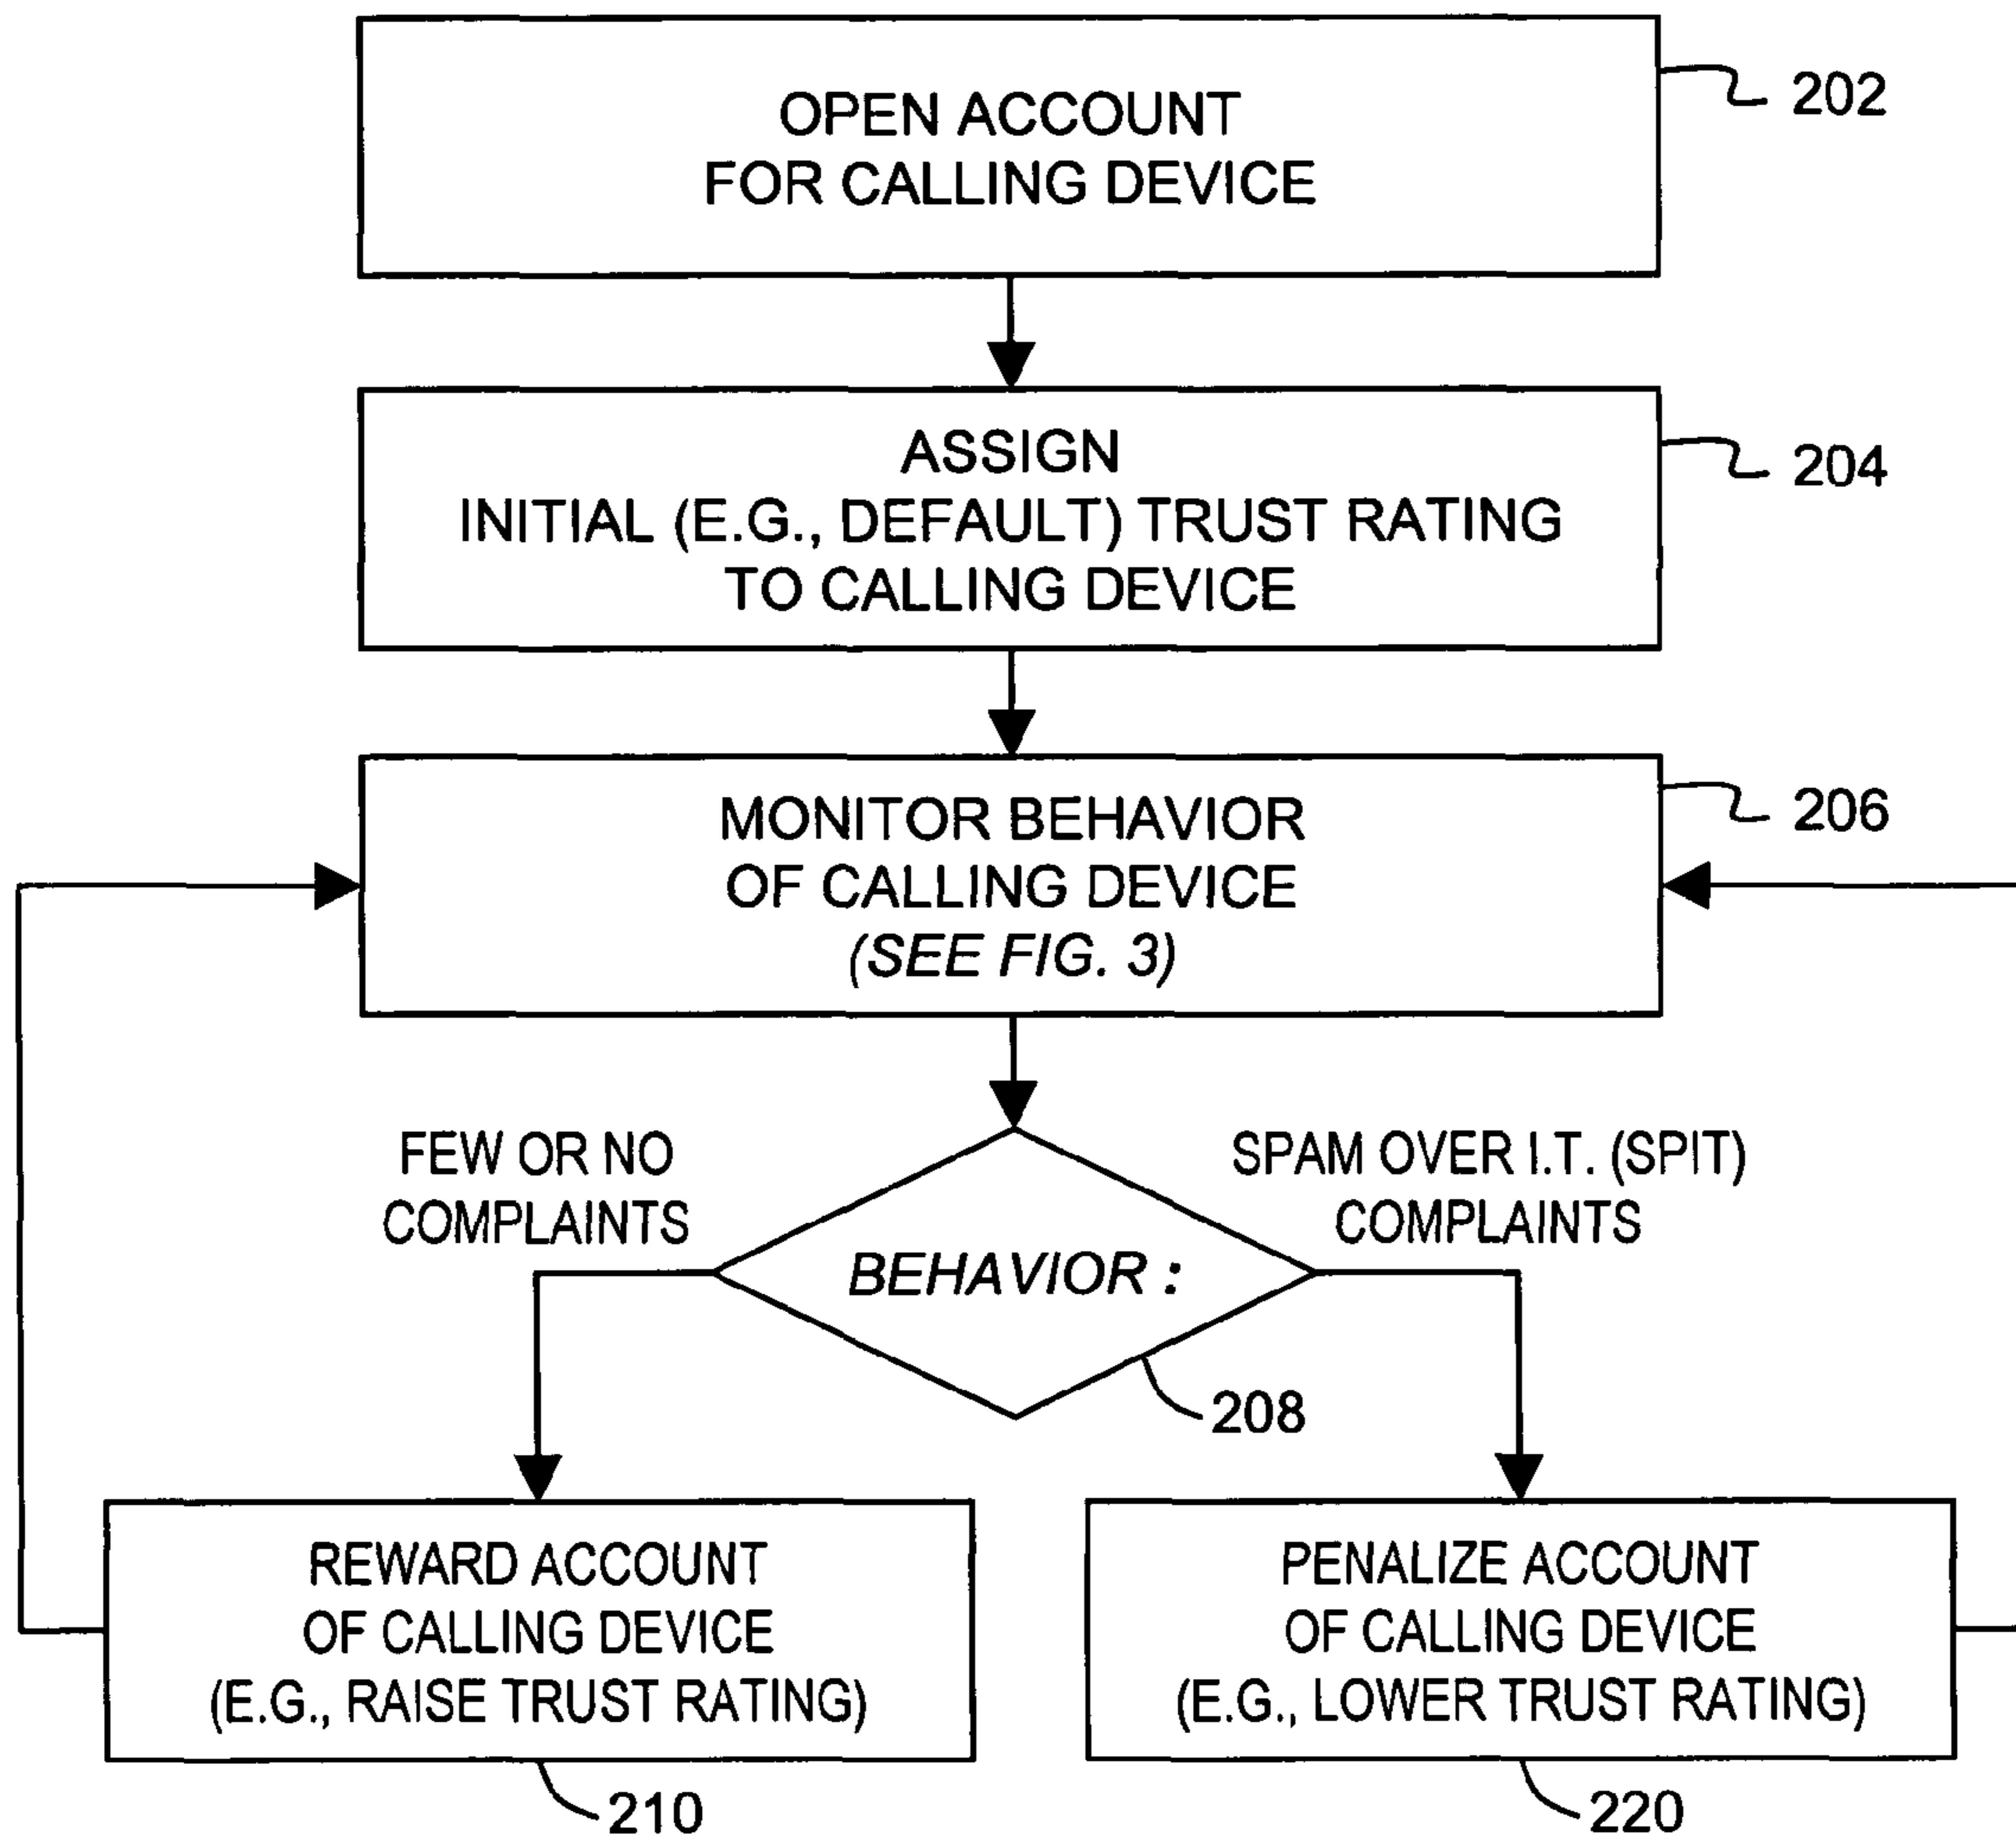 OPEN ACCOUNT
FOR CALLING DEVICE
202
ASSIGN
INITIAL (E.G., DEFAULT) TRUST RATING
TO CALLING DEVICE
204
MONITOR BEHAVIOR
OF CALLING DEVICE
(SEE FIG. 3)
206
FEW OR NO
COMPLAINTS
SPAM OVER I.T. (SPIT)
COMPLAINTS
BEHAVIOR :
208
REWARD ACCOUNT
OF CALLING DEVICE
(E.G., RAISE TRUST RATING)
210
PENALIZE ACCOUNT
OF CALLING DEVICE
(E.G., LOWER TRUST RATING)
220